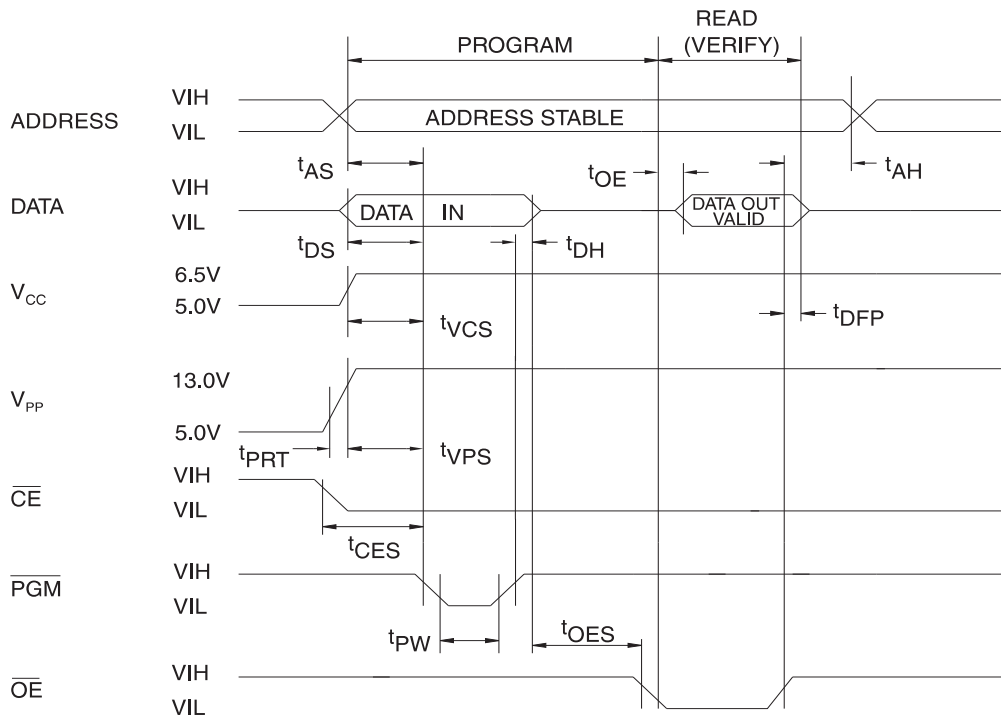 READ
PROGRAM (VERIFY)
ADDRESS VIH
VIL ADDRESS STABLE
tAS tOE tAH
DATA VIH
VIL DATA IN DATA OUT
VALID
tDS tDH
VCC 6.5V
5.0V
tVCS tDFP
VPP 13.0V
5.0V
tPRT tVPS
CE VIH
VIL
tCES
PGM VIH
VIL
tPW tOES
OE VIH
VIL